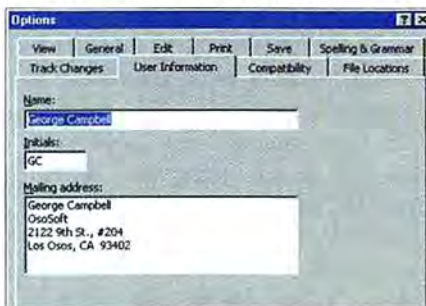 Options
View General Edit Print Save Spelling & Grammar
Track Changes User Information Compatibility File Locations
Name:
George Campbell
Initials:
GC
Mailing address:
George Campbell
OsoSoft
2122 9th St., #204
Los Osos, CA 93402